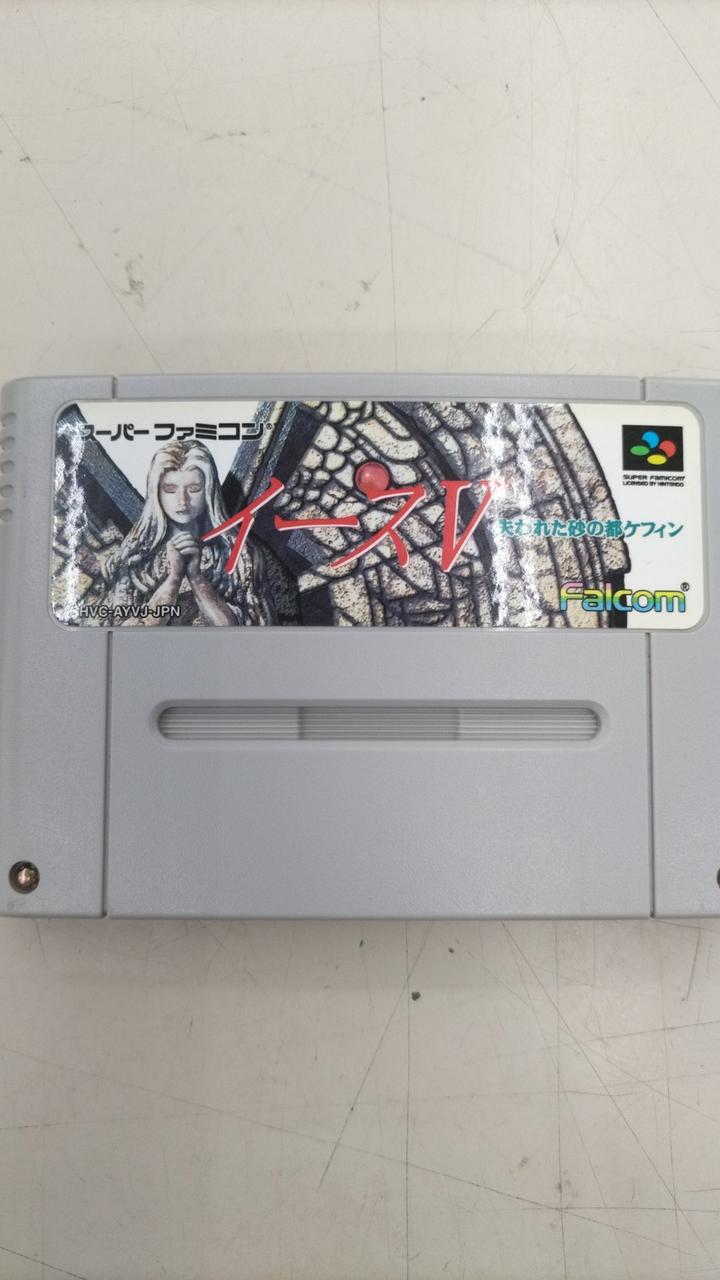 スーパーファミコン®
イースV
失われた砂の都ケフィン
SUPER FAMICOM
LICENSED BY NINTENDO
Falcom®
SHVC-AYVJ-JPN